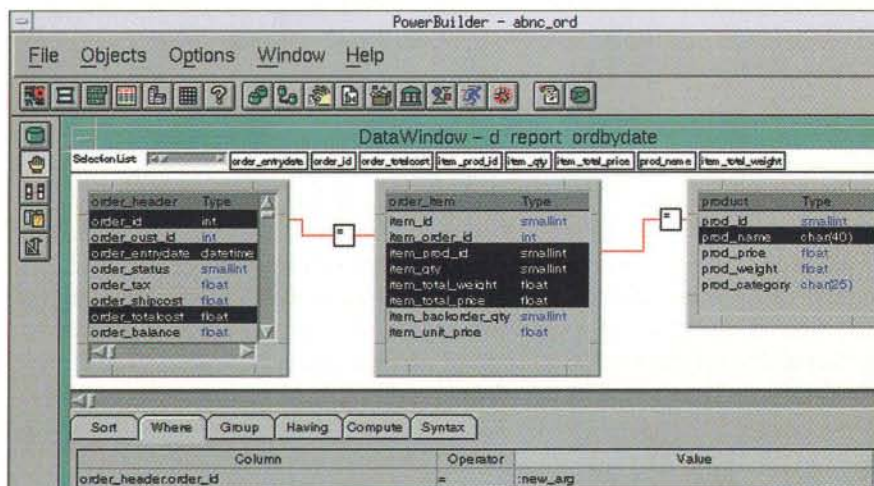 PowerBuilder - abnc_ord
File Objects Options Window Help
DataWindow - d_report_ordbydate
Selection List: order_entrydate order_id order_totalcost item_prod_id item_qty item_total_price prod_name item_total_weight
order_header Type
order_id int
order_cust_id int
order_entrydate datetime
order_status smallint
order_tax float
order_shipcost float
order_totalcost float
order_balance float
order_item Type
item_id smallint
item_order_id int
item_prod_id smallint
item_qty smallint
item_total_weight float
item_total_price float
item_backorder_qty smallint
item_unit_price float
product Type
prod_id smallint
prod_name char(40)
prod_price float
prod_weight float
prod_category char(25)
=
=
Sort Where Group Having Compute Syntax
Column Operator Value
order_header.order_id = :new_arg